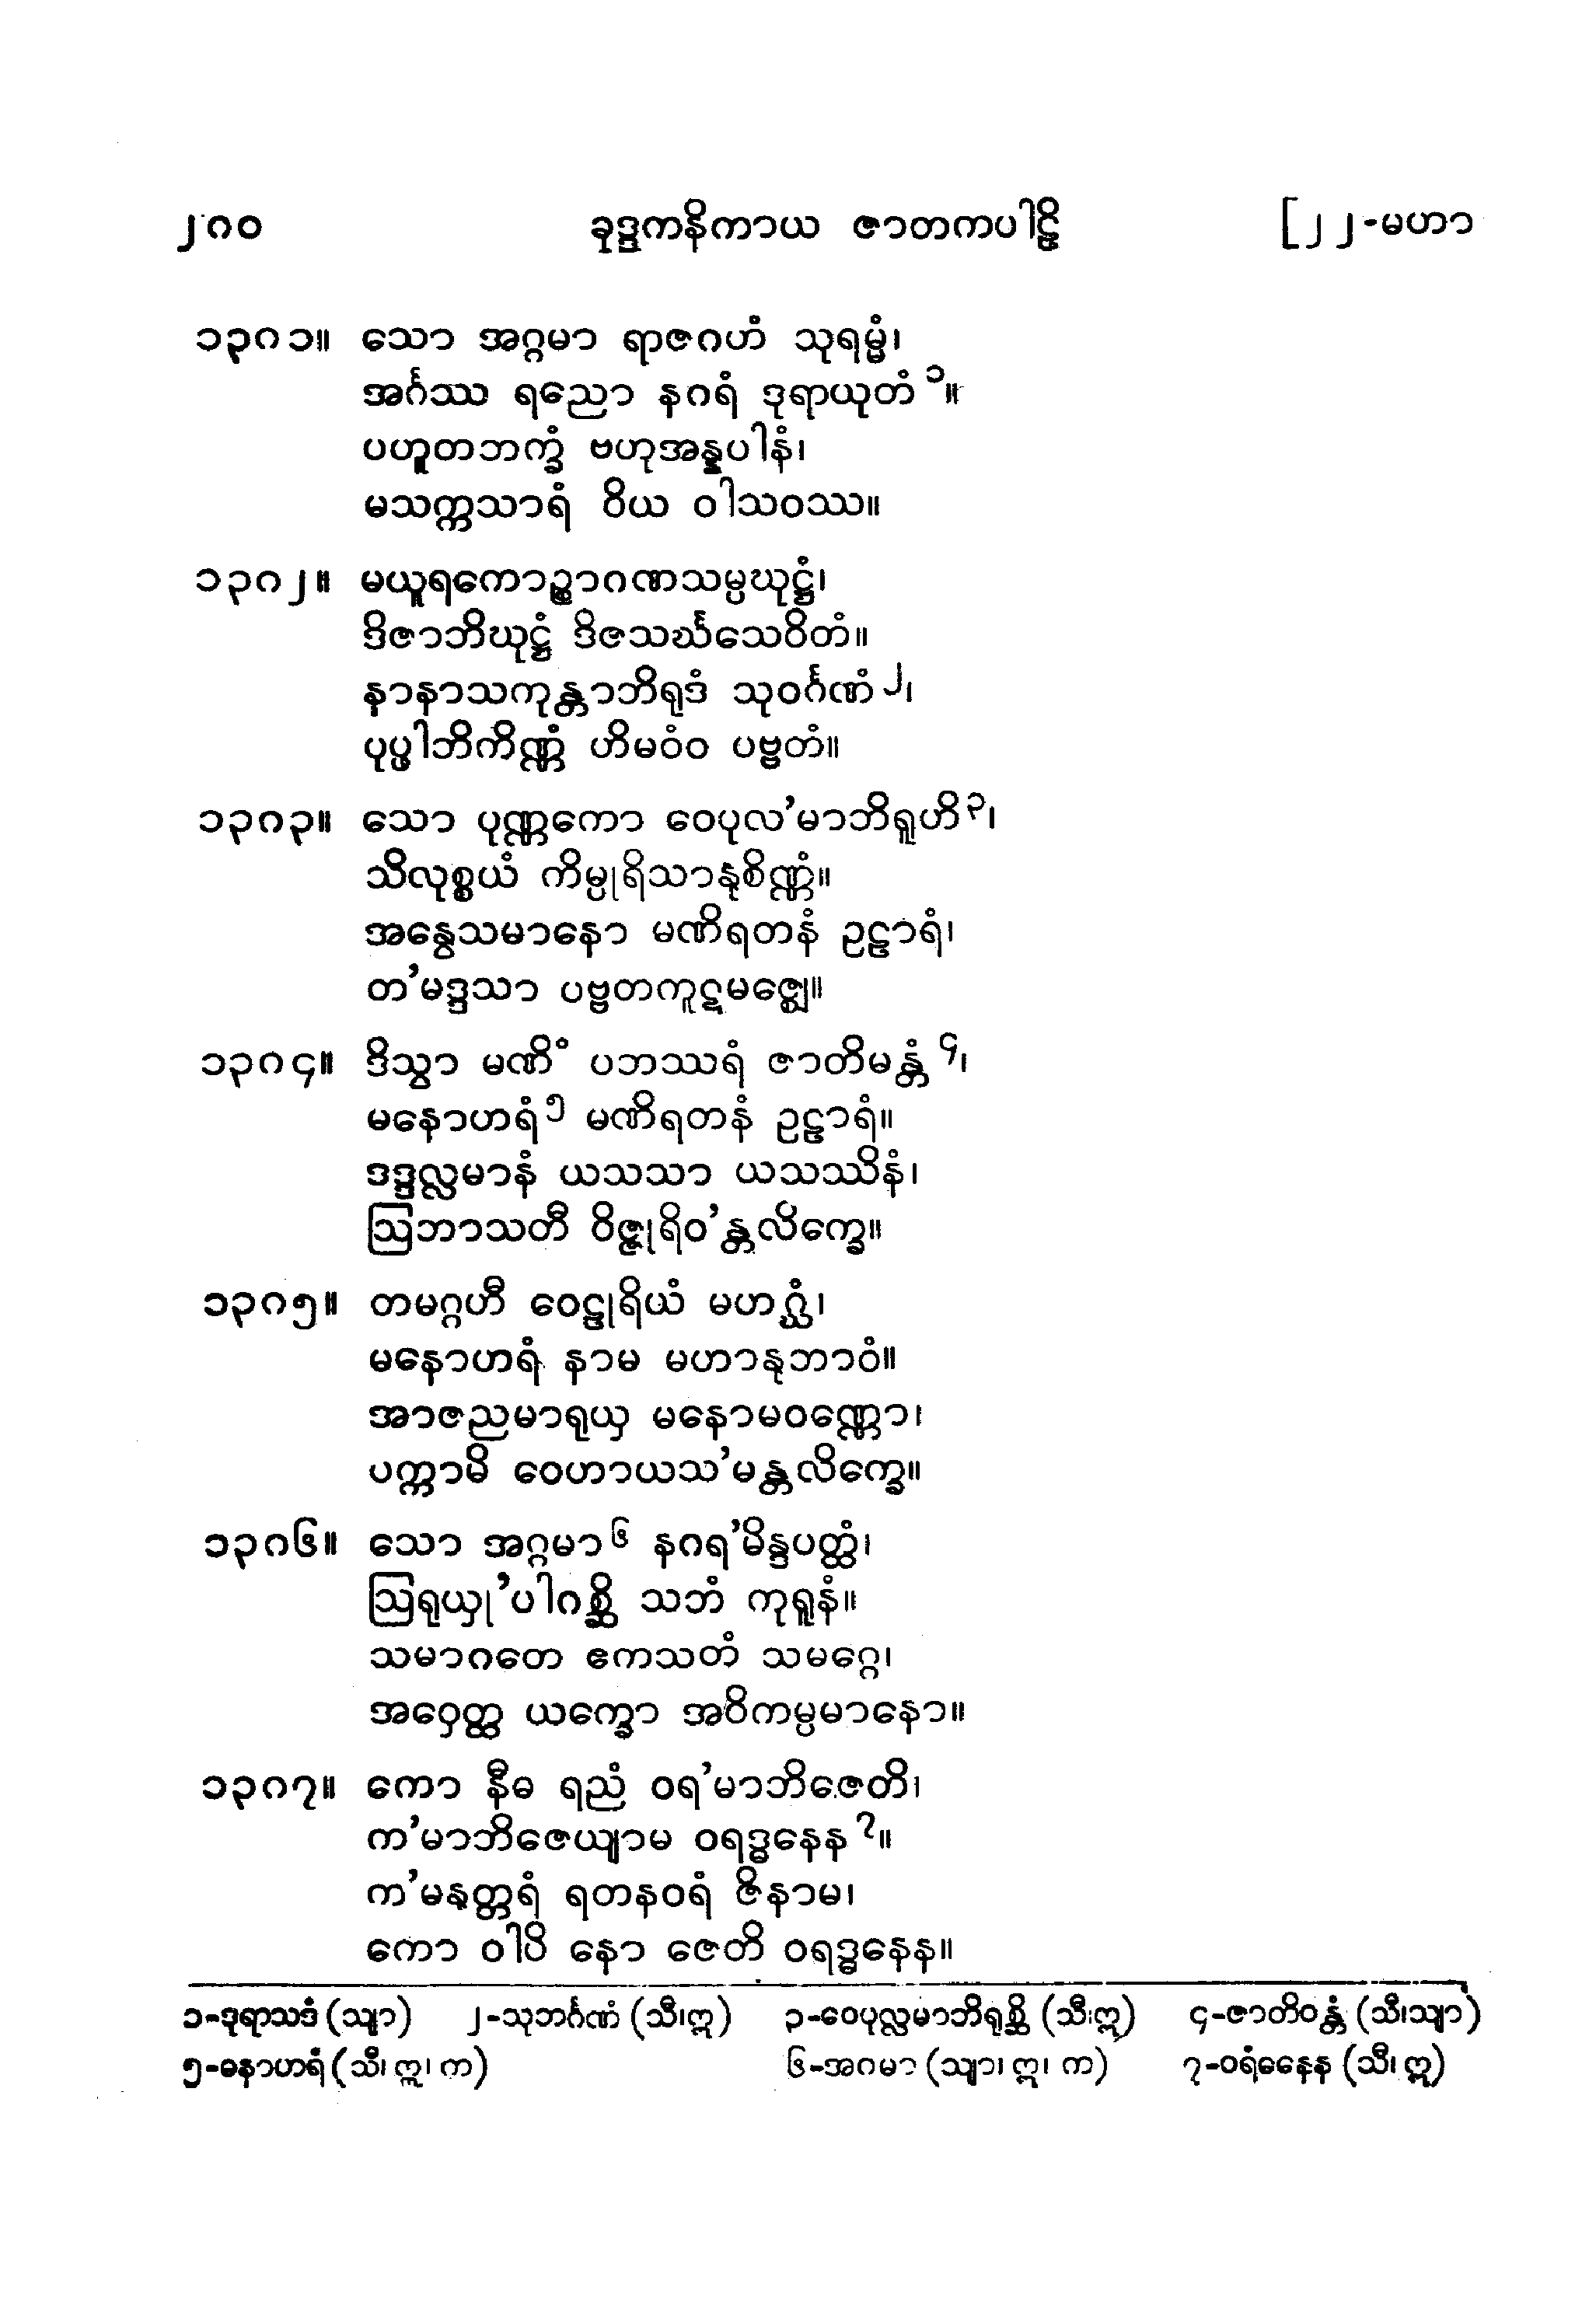 ၂၈၀ ခုဒ္ဒကနိကာယ ဇာတကပါဠိ [၂၂-မဟာ
၁၃၈၁။ သော အဂ္ဂမာ ရာဇဂဟံ သုရမ္မံ၊
အင်္ဂဿ ရညော နဂရံ ဒုရာယုတံ ၁။
ပဟူတဘက္ခံ ဗဟုအန္နပါနံ၊
မသက္ကသာရံ ဝိယ ဝါသဝဿ။
၁၃၈၂။ မယူရကောဉ္စာဂဏသမ္ပဃုဋ္ဌံ၊
ဒိဇာဘိဃုဋ္ဌံ ဒိဇသင်္ဃသေဝိတံ။
နာနာသကုန္တာဘိရုဒံ သုဝင်္ဂဏံ ၂၊
ပုပ္ဖါဘိကိဏ္ဏံ ဟိမဝံဝ ပဗ္ဗတံ။
၁၃၈၃။ သော ပုဏ္ဏကော ဝေပုလ’မာဘိရူဟိ ၃၊
သိလုစ္စယံ ကိမ္ပုရိသာနုစိဏ္ဏံ။
အနွေသမာနော မဏိရတနံ ဥဠာရံ၊
တ’မဒ္ဒသာ ပဗ္ဗတကူဋမဇ္ဈေ။
၁၃၈၄။ ဒိသွာ မဏိံ ပဘဿရံ ဇာတိမန္တံ ၄၊
မနောဟရံ ၅ မဏိရတနံ ဥဠာရံ။
ဒဒ္ဒလ္လမာနံ ယသသာ ယသဿိနံ၊
ဩဘာသတီ ဝိဇ္ဇုရိဝ’န္တလိက္ခေ။
၁၃၈၅။ တမဂ္ဂဟီ ဝေဠုရိယံ မဟဂ္ဃံ၊
မနောဟရံ နာမ မဟာနုဘာဝံ။
အာဇညမာရုယှ မနောမဝဏ္ဏော၊
ပက္ကာမိ ဝေဟာယသ’မန္တလိက္ခေ။
၁၃၈၆။ သော အဂ္ဂမာ ၆ နဂရ’မိန္ဒပတ္ထံ၊
ဩရုယှု’ပါဂစ္ဆိ သဘံ ကုရူနံ။
သမာဂတေ ဧကသတံ သမဂ္ဂေ၊
အဝှေတ္ထ ယက္ခော အဝိကမ္ပမာနော။
၁၃၈၇။ ကော နီဓ ရညံ ဝရ’မာဘိဇေတိ၊
က’မာဘိဇေယျာမ ဝရဒ္ဓနေန ၇။
က’မနုတ္တရံ ရတနဝရံ ဇိနာမ၊
ကော ဝါပိ နော ဇေတိ ဝရဒ္ဓနေန။
၁-ဒုရာသဒံ (သျာ) ၂-သုဘင်္ဂဏံ (သီ၊ဣ) ၃-ဝေပုလ္လမာဘိရုစ္ဆိ (သီ၊ဣ) ၄-ဇာတိဝန္တံ (သီ၊သျာ)
၅-ဓနာဟရံ (သီ၊ ဣ၊ က) ၆-အဂမာ (သျာ၊ ဣ၊ က) ၇-ဝရံဓနေန (သီ၊ ဣ)